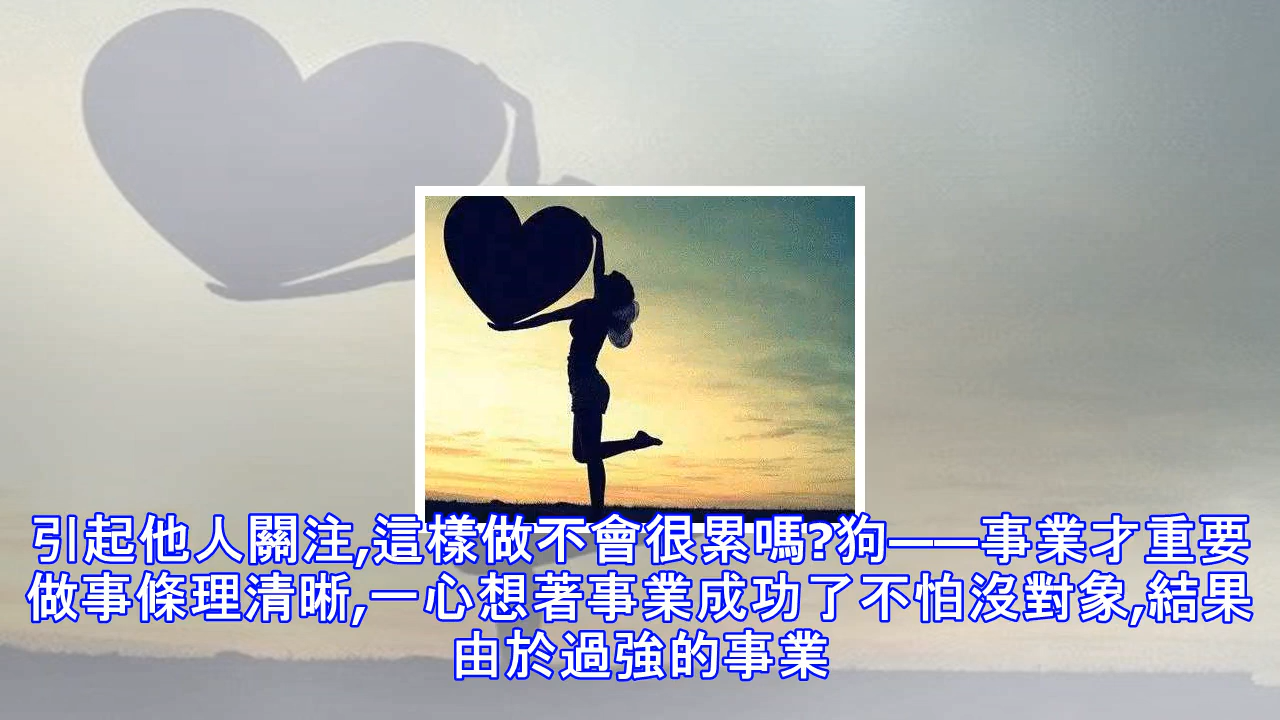 引起他人關注,這樣做不會很累嗎?狗——事業才重要
做事條理清晰,一心想著事業成功了不怕沒對象,結果
由於過強的事業